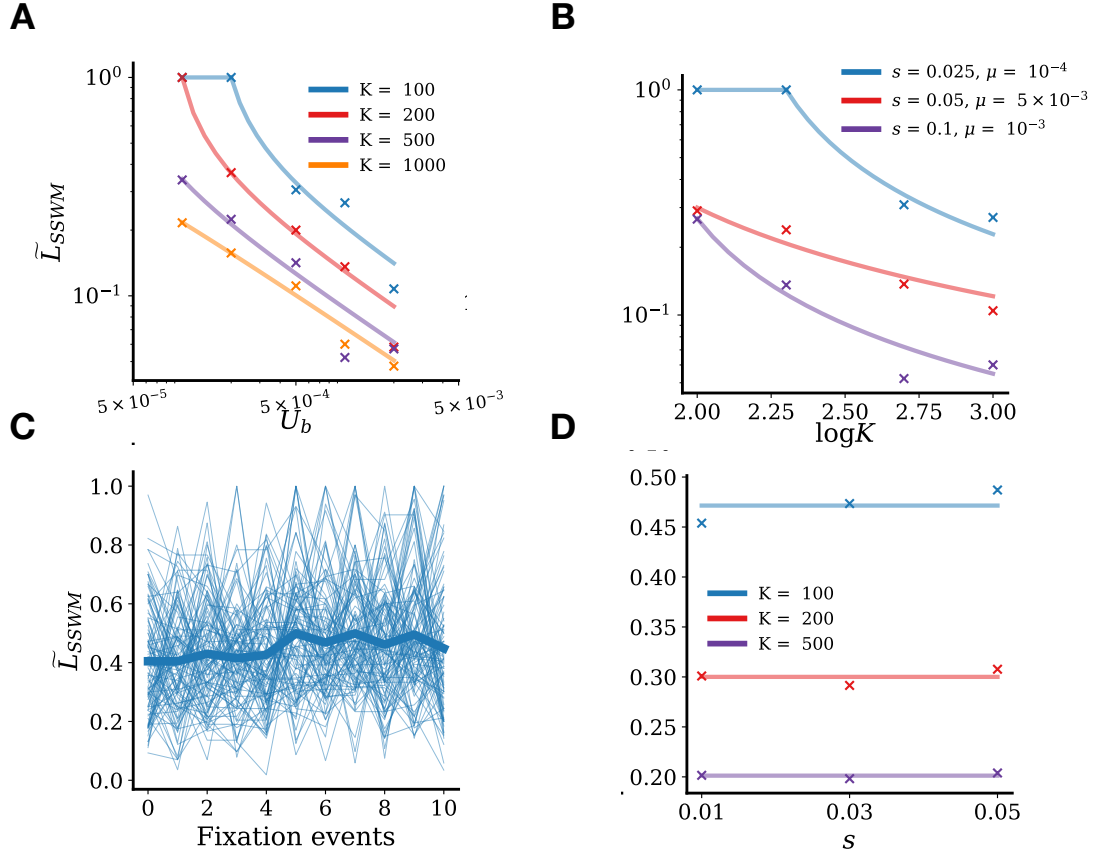 A
B
10⁰
10⁻¹
L̃_SSWM
K = 100
K = 200
K = 500
K = 1000
5 × 10⁻⁵
5 × 10⁻⁴
5 × 10⁻³
U_b
10⁰
10⁻¹
s = 0.025, μ = 10⁻⁴
s = 0.05, μ = 5 × 10⁻³
s = 0.1, μ = 10⁻³
2.00 2.25 2.50 2.75 3.00
logK
C
D
1.0
0.8
0.6
0.4
0.2
0.0
L̃_SSWM
0 2 4 6 8 10
Fixation events
0.50
0.45
0.40
0.35
0.30
0.25
0.20
K = 100
K = 200
K = 500
0.01 0.03 0.05
s